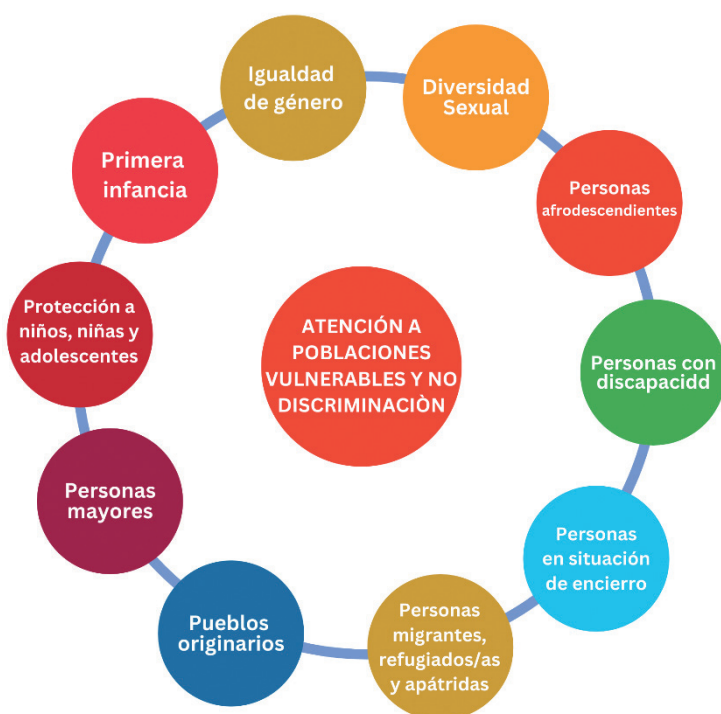 Igualdad
de género
Diversidad
Sexual
Personas
afrodescendientes
Personas con
discapacidd
Personas
en situación
de encierro
Personas
migrantes,
refugiados/as
y apátridas
Pueblos
originarios
Personas
mayores
Protección a
niños, niñas y
adolescentes
Primera
infancia
ATENCIÓN A
POBLACIONES
VULNERABLES Y NO
DISCRIMINACIÒN